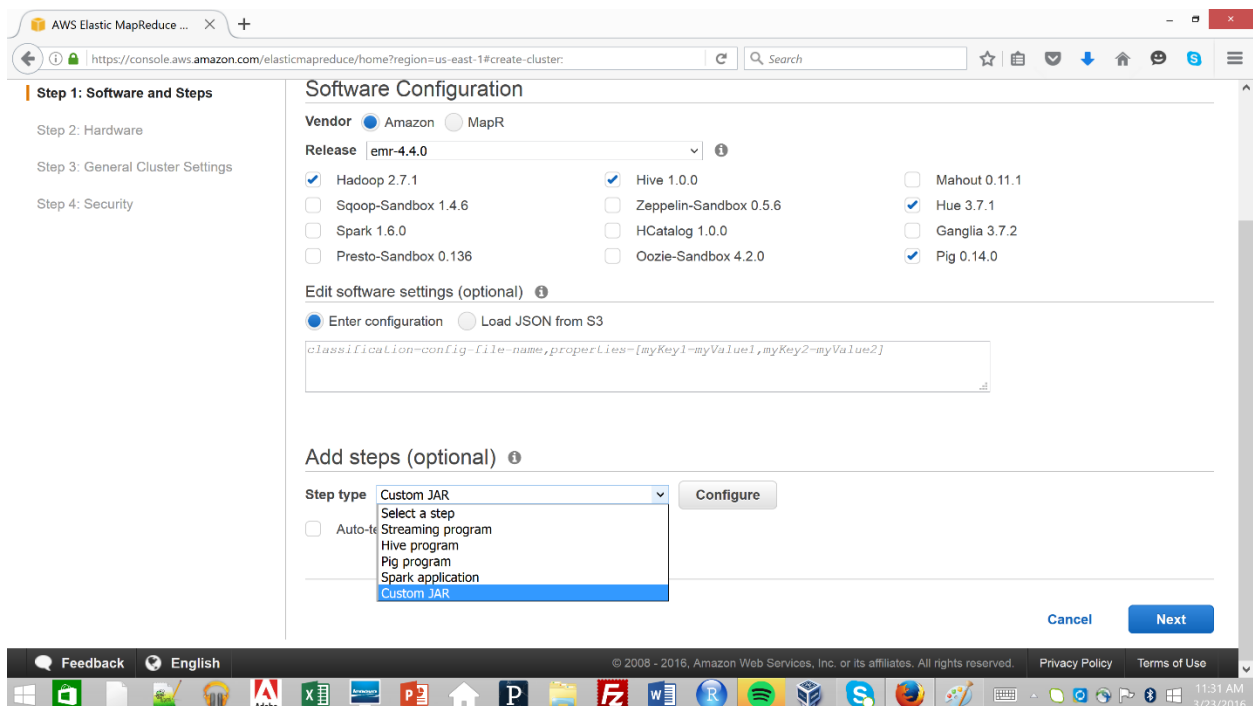 AWS Elastic MapReduce ...
https://console.aws.amazon.com/elasticmapreduce/home?region=us-east-1#create-cluster:
Search
Step 1: Software and Steps
Step 2: Hardware
Step 3: General Cluster Settings
Step 4: Security
Software Configuration
Vendor Amazon MapR
Release emr-4.4.0
Hadoop 2.7.1 Hive 1.0.0 Mahout 0.11.1
Sqoop-Sandbox 1.4.6 Zeppelin-Sandbox 0.5.6 Hue 3.7.1
Spark 1.6.0 HCatalog 1.0.0 Ganglia 3.7.2
Presto-Sandbox 0.136 Oozie-Sandbox 4.2.0 Pig 0.14.0
Edit software settings (optional)
Enter configuration Load JSON from S3
classification=config-file-name,properties=[myKey1=myValue1,myKey2=myValue2]
Add steps (optional)
Step type Custom JAR Configure
Select a step
Auto-te Streaming program
Hive program
Pig program
Spark application
Custom JAR
Cancel Next
Feedback English © 2008 - 2016, Amazon Web Services, Inc. or its affiliates. All rights reserved. Privacy Policy Terms of Use
11:31 AM
3/23/2016